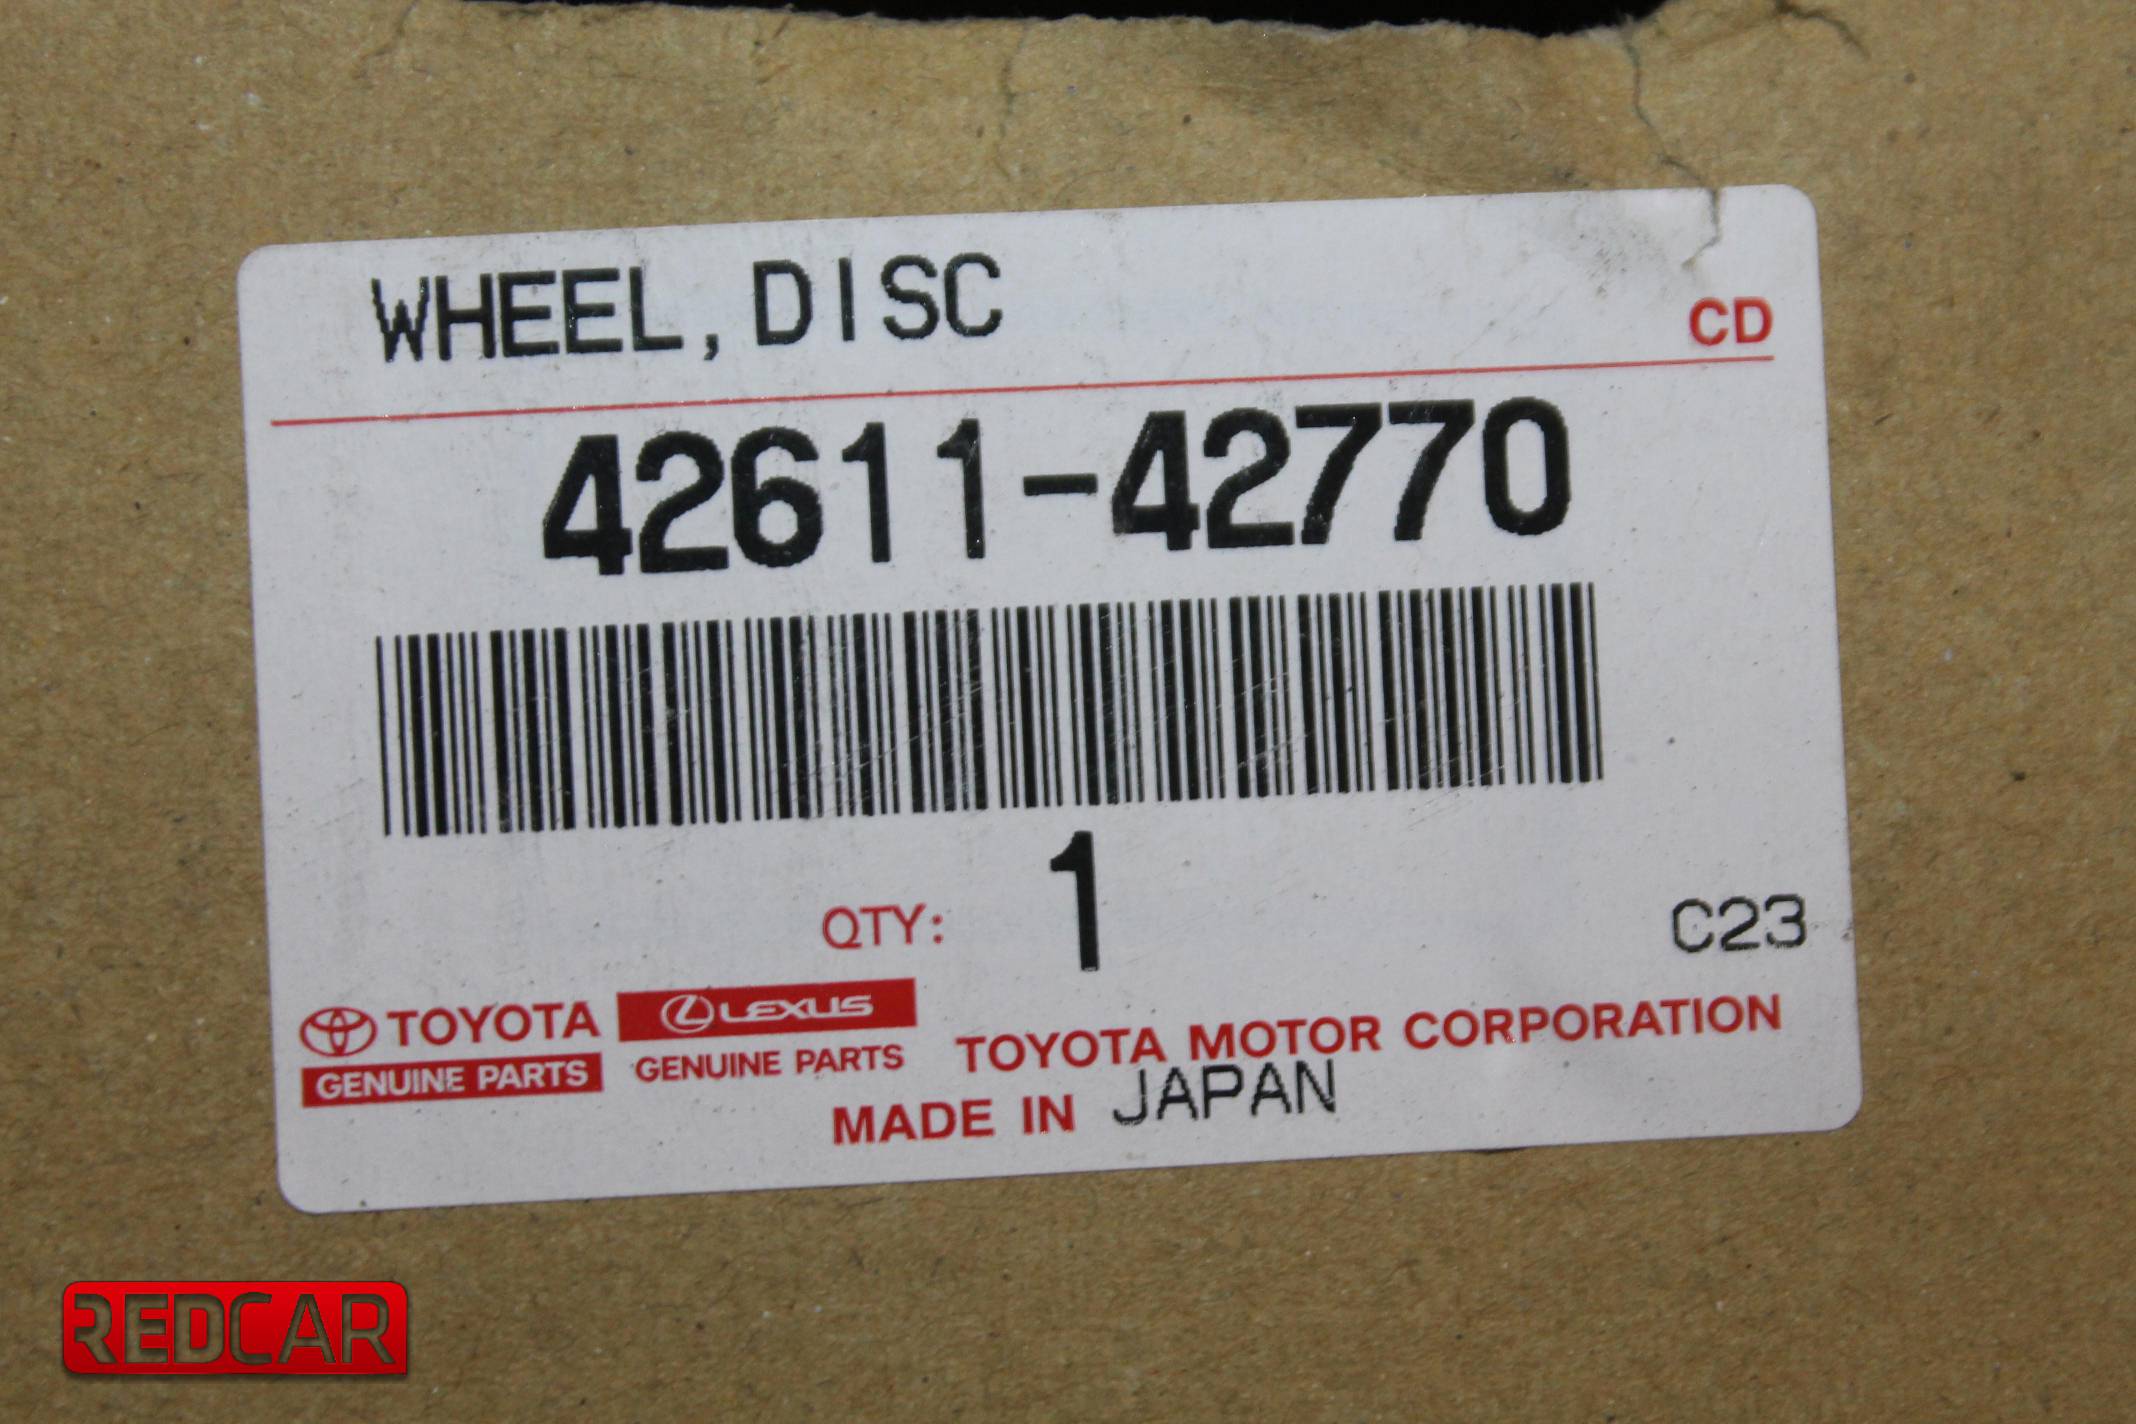 WHEEL,DISC
CD
42611-42770
QTY: 1
C23
TOYOTA
GENUINE PARTS
LEXUS
GENUINE PARTS
TOYOTA MOTOR CORPORATION
MADE IN JAPAN
REDCAR